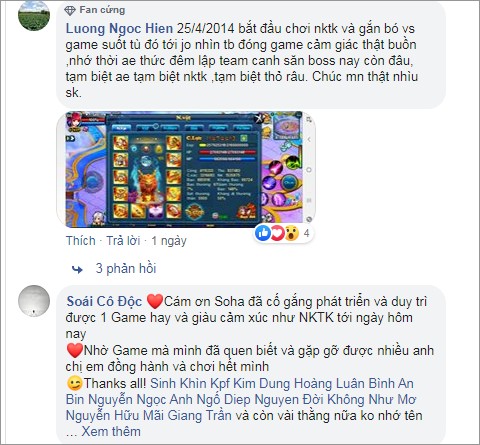 Fan cứng
Luong Ngoc Hien 25/4/2014 bắt đầu chơi nktk và gắn bó vs
game suốt tù đó tới jo nhìn tb đóng game cảm giác thật buồn
,nhớ thời ae thức đêm lập team canh săn boss nay còn đâu,
tạm biệt ae tạm biệt nktk ,tạm biệt thỏ râu. Chúc mn thật nhìu
sk.
Thích · Trả lời · 1 ngày
4
3 phản hồi
Soái Cô Độc ❤Cám ơn Soha đã cố gắng phát triển và duy trì
được 1 Game hay và giàu cảm xúc như NKTK tới ngày hôm
nay
❤Nhờ Game mà mình đã quen biết và gặp gỡ được nhiều anh
chị em đồng hành và chơi hết mình
😉Thanks all! Sinh Khìn Kpf Kim Dung Hoàng Luân Bình An
Bin Nguyễn Ngọc Anh Ngố Diep Nguyen Đời Không Như Mơ
Nguyễn Hữu Mãi Giang Trần và còn vài thằng nữa ko nhớ tên
... Xem thêm